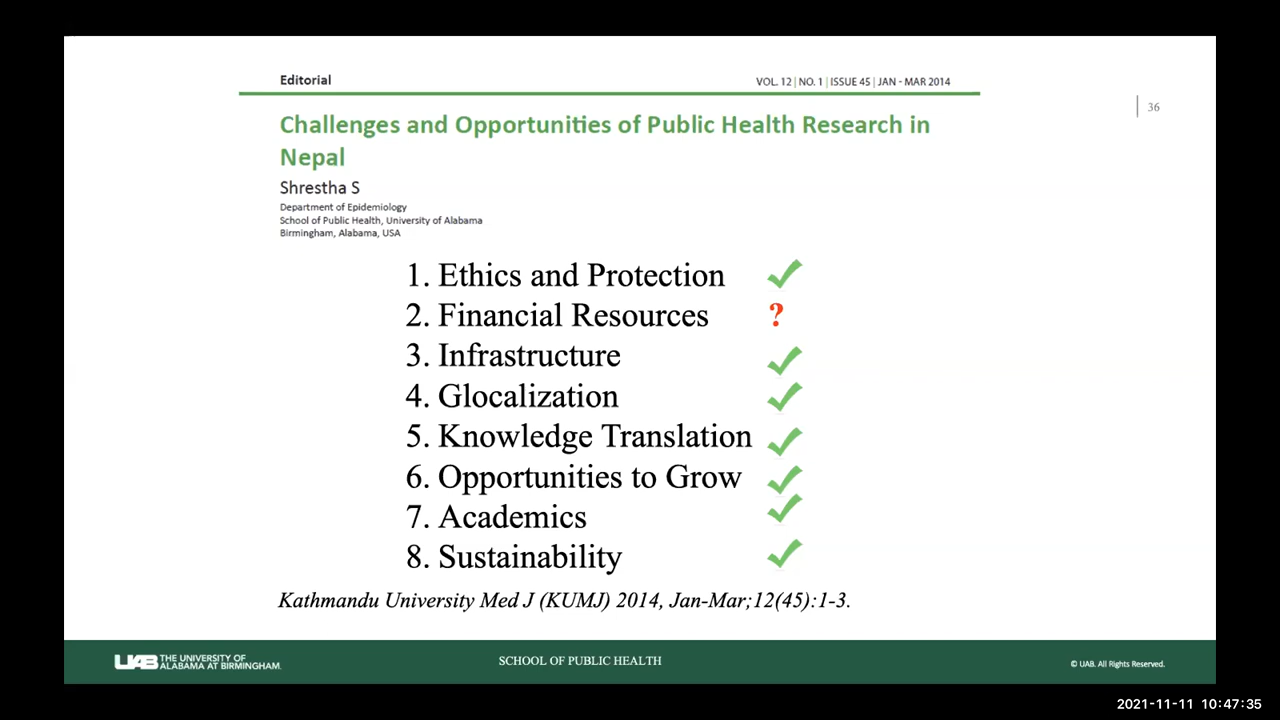 Editorial
VOL. 12 | NO. 1 | ISSUE 45 | JAN - MAR 2014
36
Challenges and Opportunities of Public Health Research in
Nepal
Shrestha S
Department of Epidemiology
School of Public Health, University of Alabama
Birmingham, Alabama, USA
1. Ethics and Protection
2. Financial Resources ?
3. Infrastructure
4. Glocalization
5. Knowledge Translation
6. Opportunities to Grow
7. Academics
8. Sustainability
Kathmandu University Med J (KUMJ) 2014, Jan-Mar;12(45):1-3.
UAB THE UNIVERSITY OF
ALABAMA AT BIRMINGHAM.
SCHOOL OF PUBLIC HEALTH
© UAB. All Rights Reserved.
2021-11-11 10:47:35